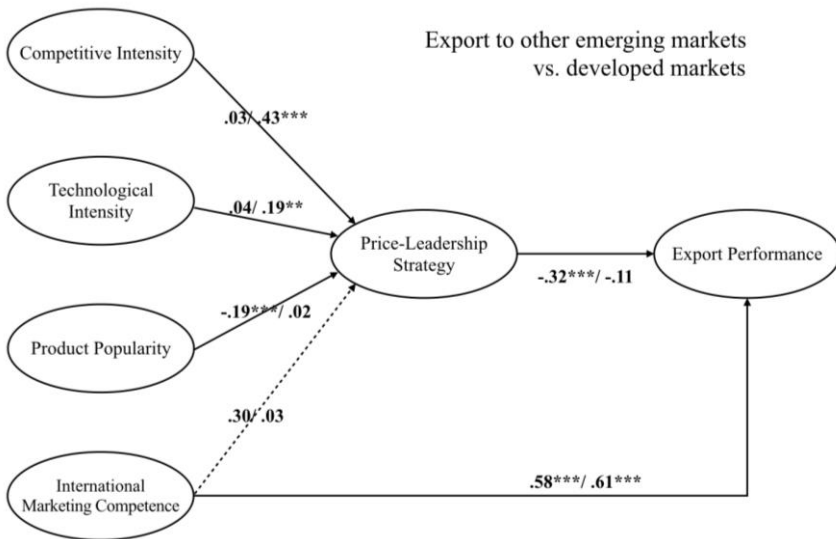 Competitive Intensity
Export to other emerging markets
vs. developed markets
.03/ .43***
Technological
Intensity
.04/ .19**
Price-Leadership
Strategy
Export Performance
-.32***/ -.11
-.19***/ .02
Product Popularity
.30/ .03
International
Marketing Competence
.58***/ .61***